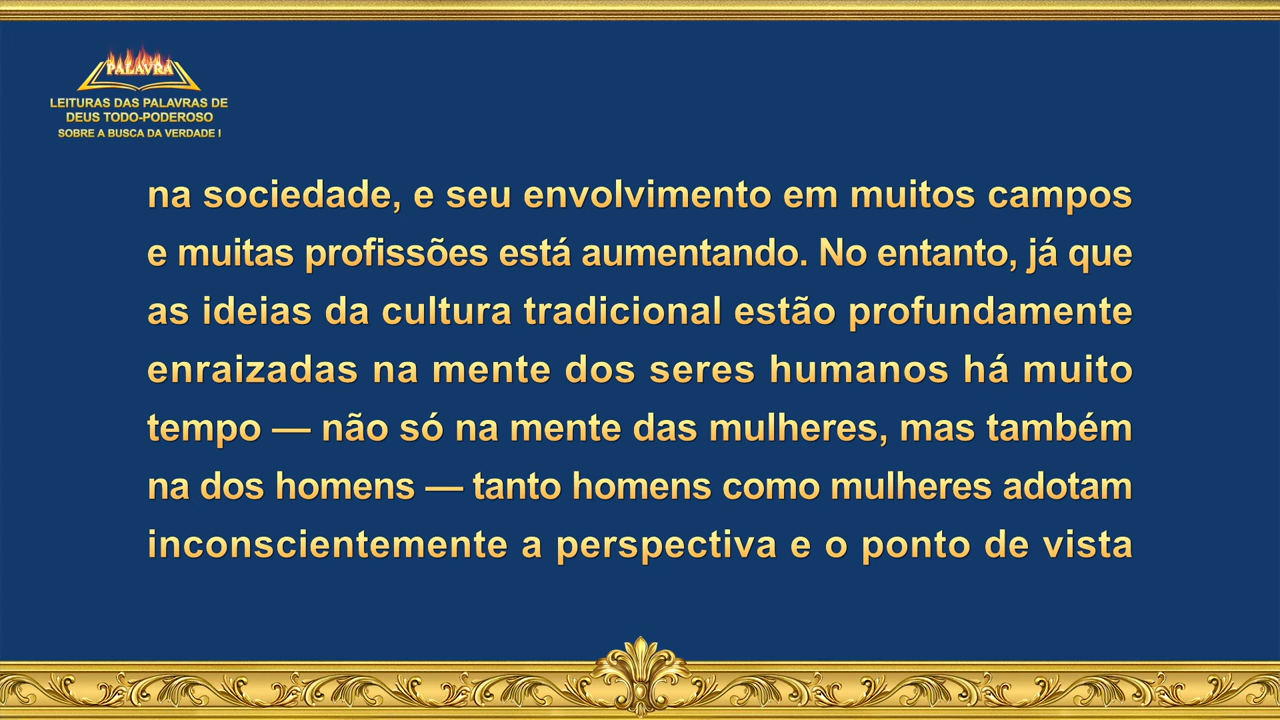 PALAVRA
LEITURAS DAS PALAVRAS DE
DEUS TODO-PODEROSO
SOBRE A BUSCA DA VERDADE I
na sociedade, e seu envolvimento em muitos campos
e muitas profissões está aumentando. No entanto, já que
as ideias da cultura tradicional estão profundamente
enraizadas na mente dos seres humanos há muito
tempo — não só na mente das mulheres, mas também
na dos homens — tanto homens como mulheres adotam
inconscientemente a perspectiva e o ponto de vista